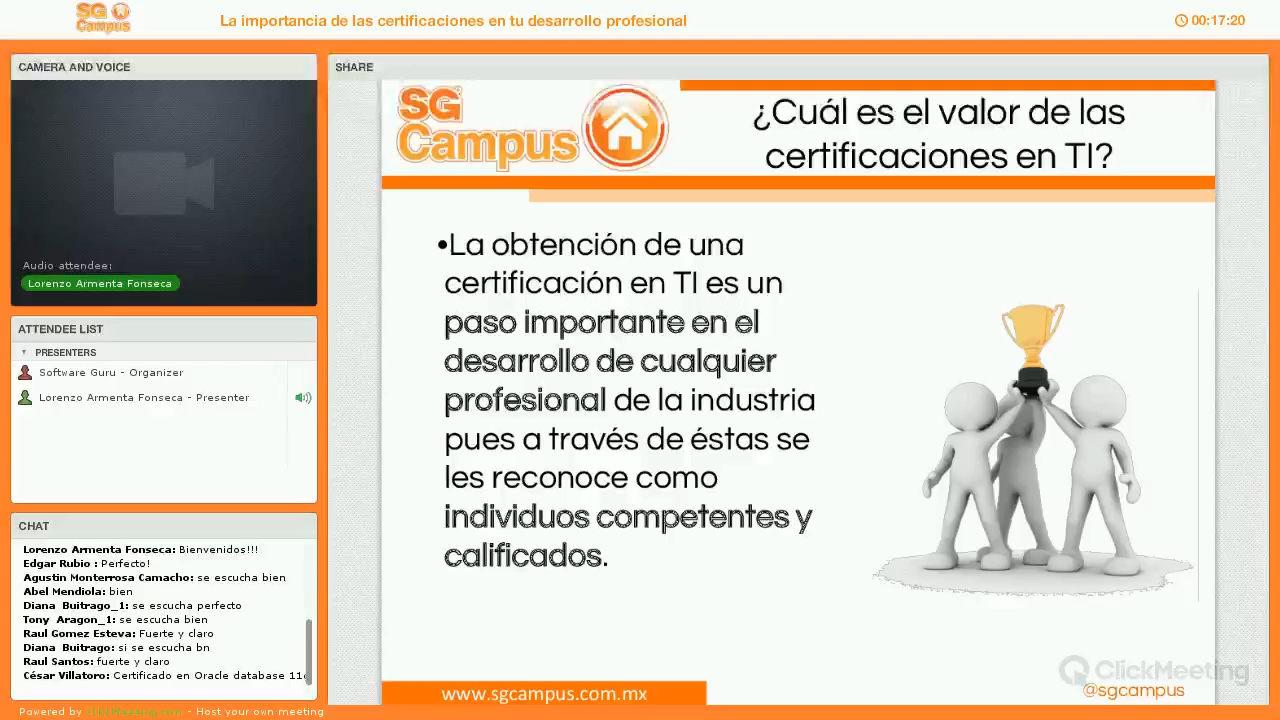 SG Campus
La importancia de las certificaciones en tu desarrollo profesional
00:17:20
CAMERA AND VOICE
Audio attendee:
Lorenzo Armenta Fonseca
ATTENDEE LIST
PRESENTERS
Software Guru - Organizer
Lorenzo Armenta Fonseca - Presenter
CHAT
Lorenzo Armenta Fonseca: Bienvenidos!!!
Edgar Rubio : Perfecto!
Agustin Monterrosa Camacho: se escucha bien
Abel Mendiola: bien
Diana Buitrago_1: se escucha perfecto
Tony Aragon_1: se escucha bien
Raul Gomez Esteva: Fuerte y claro
Diana Buitrago: si se escucha bn
Raul Santos: fuerte y claro
César Villatoro: Certificado en Oracle database 11
Powered by ClickMeeting.com - Host your own meeting
SHARE
SG
Campus
¿Cuál es el valor de las
certificaciones en TI?
•La obtención de una
certificación en TI es un
paso importante en el
desarrollo de cualquier
profesional de la industria
pues a través de éstas se
les reconoce como
individuos competentes y
calificados.
www.sgcampus.com.mx
ClickMeeting
@sgcampus